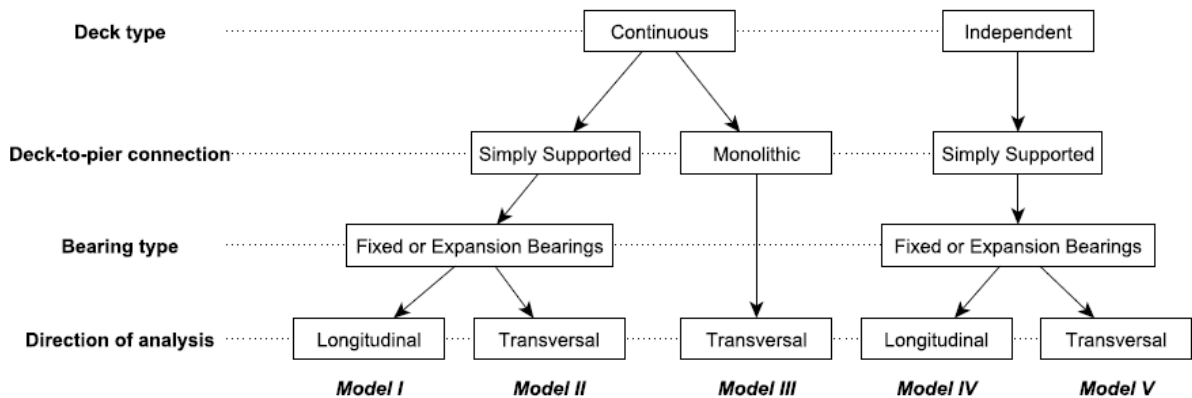 Deck type
Continuous
Independent
Deck-to-pier connection
Simply Supported
Monolithic
Simply Supported
Bearing type
Fixed or Expansion Bearings
Fixed or Expansion Bearings
Direction of analysis
Longitudinal
Transversal
Transversal
Longitudinal
Transversal
Model I
Model II
Model III
Model IV
Model V